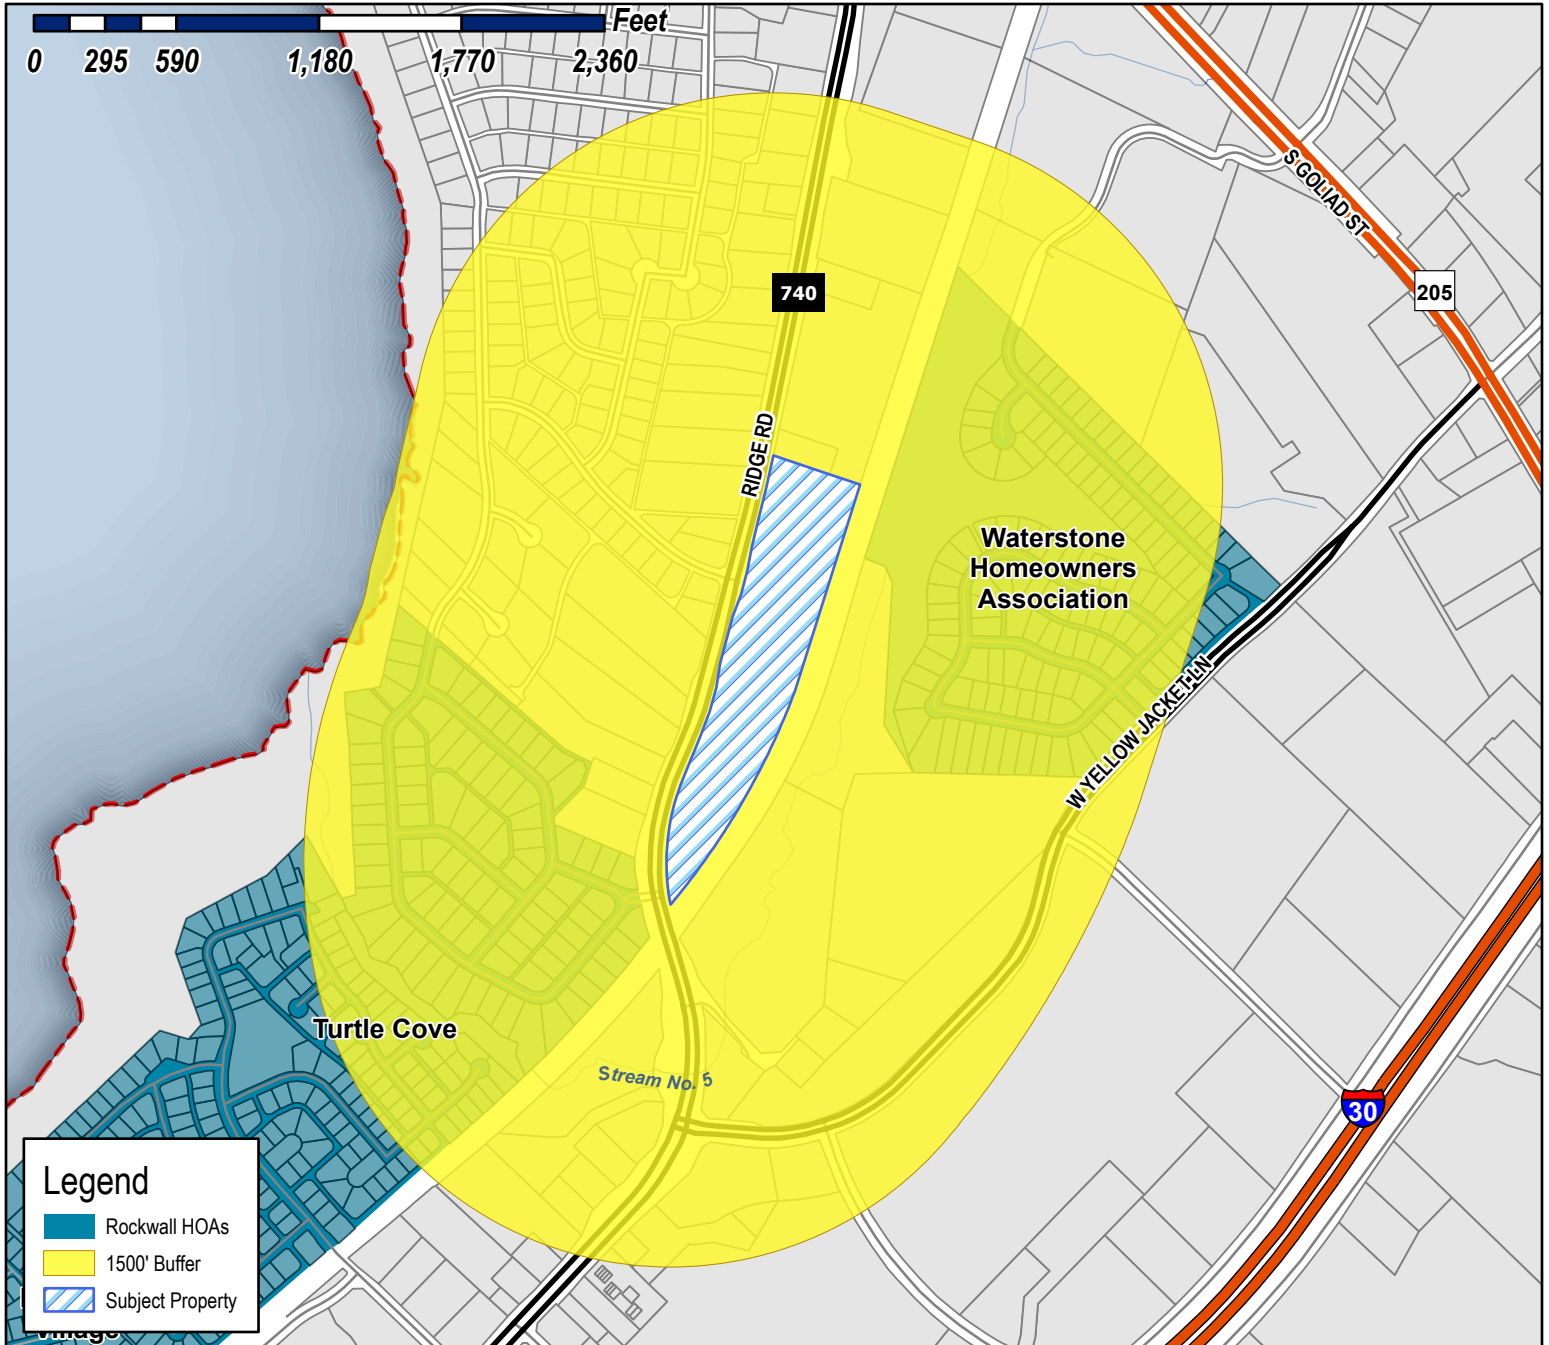 Feet
0 295 590 1,180 1,770 2,360
S GOLIAD ST
740
205
RIDGE RD
Waterstone
Homeowners
Association
W YELLOW JACKET LN
Turtle Cove
Stream No. 5
30
Legend
Rockwall HOAs
1500' Buffer
Subject Property
Village